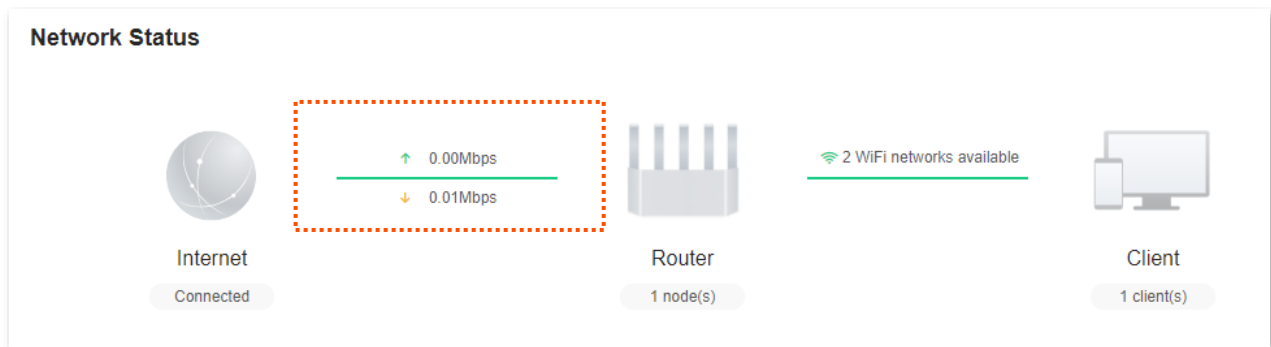 Network Status
0.00Mbps
2 WiFi networks available
0.01Mbps
Internet
Router
Client
Connected
1 node(s)
1 client(s)